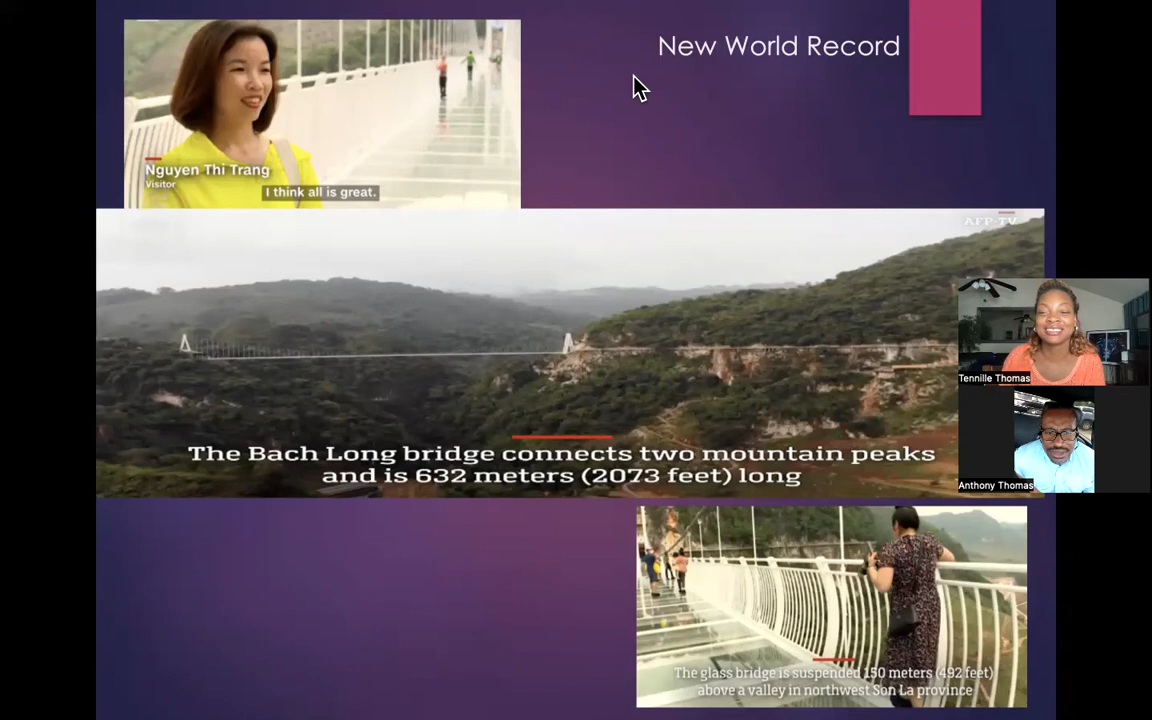 New World Record
Nguyen Thi Trang
Visitor
I think all is great.
AFP-TV
The Bach Long bridge connects two mountain peaks
and is 632 meters (2073 feet) long
Tennille Thomas
Anthony Thomas
The glass bridge is suspended 150 meters (492 feet)
above a valley in northwest Son La province